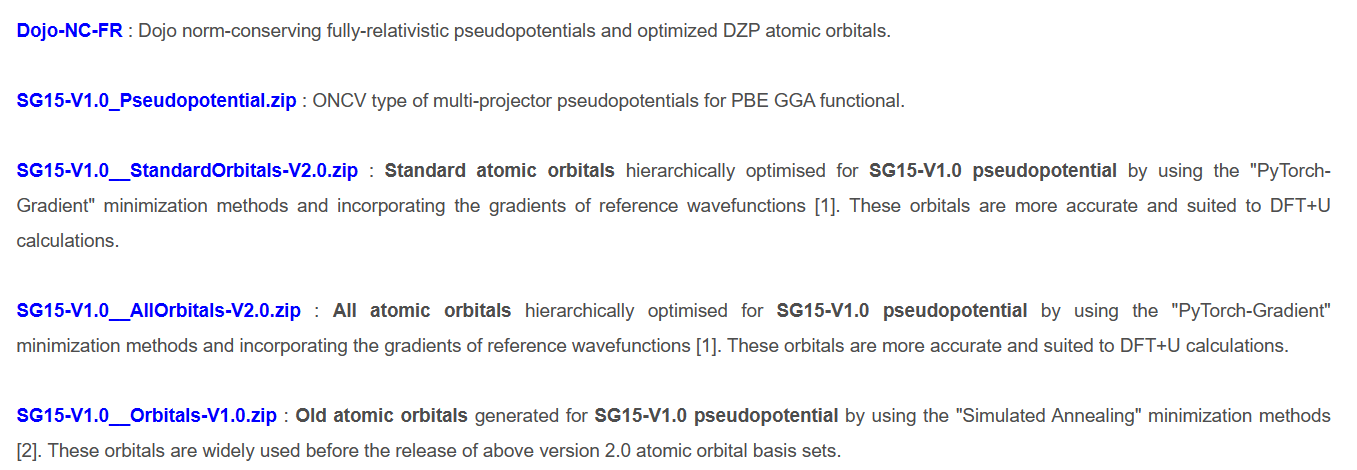 Dojo-NC-FR : Dojo norm-conserving fully-relativistic pseudopotentials and optimized DZP atomic orbitals.
SG15-V1.0_Pseudopotential.zip : ONCV type of multi-projector pseudopotentials for PBE GGA functional.
SG15-V1.0__StandardOrbitals-V2.0.zip : Standard atomic orbitals hierarchically optimised for SG15-V1.0 pseudopotential by using the "PyTorch-
Gradient" minimization methods and incorporating the gradients of reference wavefunctions [1]. These orbitals are more accurate and suited to DFT+U
calculations.
SG15-V1.0__AllOrbitals-V2.0.zip : All atomic orbitals hierarchically optimised for SG15-V1.0 pseudopotential by using the "PyTorch-Gradient"
minimization methods and incorporating the gradients of reference wavefunctions [1]. These orbitals are more accurate and suited to DFT+U calculations.
SG15-V1.0__Orbitals-V1.0.zip : Old atomic orbitals generated for SG15-V1.0 pseudopotential by using the "Simulated Annealing" minimization methods
[2]. These orbitals are widely used before the release of above version 2.0 atomic orbital basis sets.